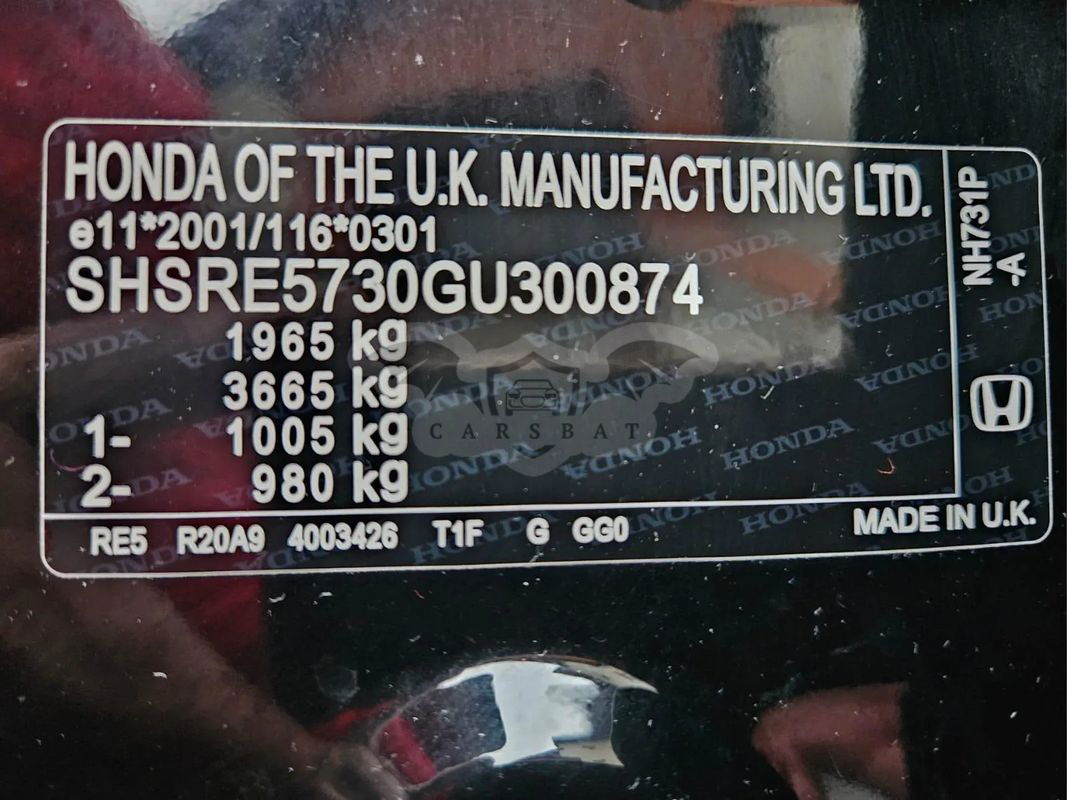 HONDA OF THE U.K. MANUFACTURING LTD.
e11*2001/116*0301
SHSRE5730GU300874
1965 kg
3665 kg
1- 1005 kg
2- 980 kg
NH731P
-A
RE5 R20A9 4003426 T1F G GG0
MADE IN U.K.
CARSBAT
HONDA